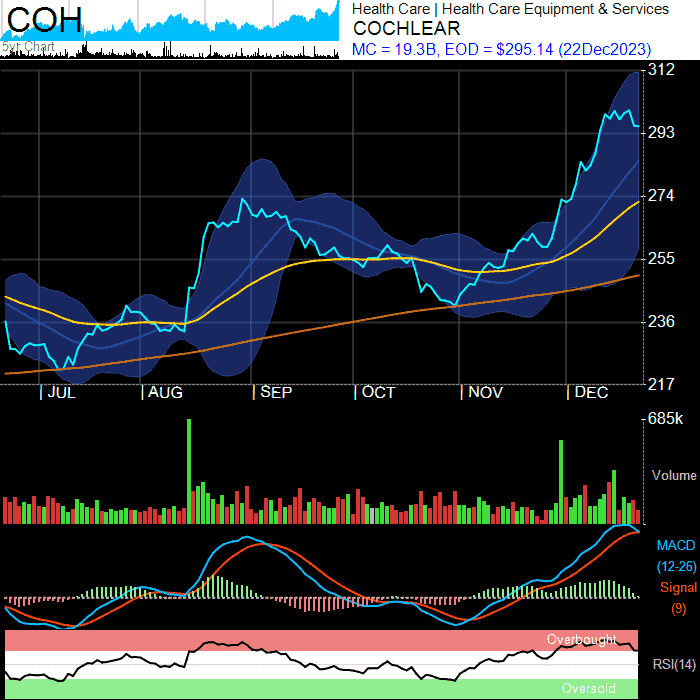 COH
5yr Chart
Health Care | Health Care Equipment & Services
COCHLEAR
MC = 19.3B, EOD = $295.14 (22Dec2023)
312
293
274
255
236
217
| JUL | AUG | SEP | OCT | NOV | DEC
685k
Volume
MACD
(12-26)
Signal
(9)
Overbought
RSI(14)
Oversold